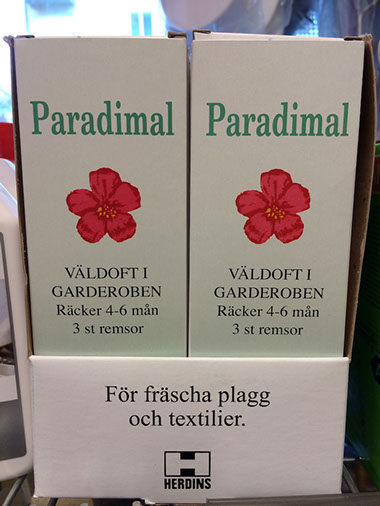 Paradimal
VÄLDOFT I
GARDEROBEN
Räcker 4-6 mån
3 st remsor
Paradimal
VÄLDOFT I
GARDEROBEN
Räcker 4-6 mån
3 st remsor
För fräscha plagg
och textilier.
H
HERDINS